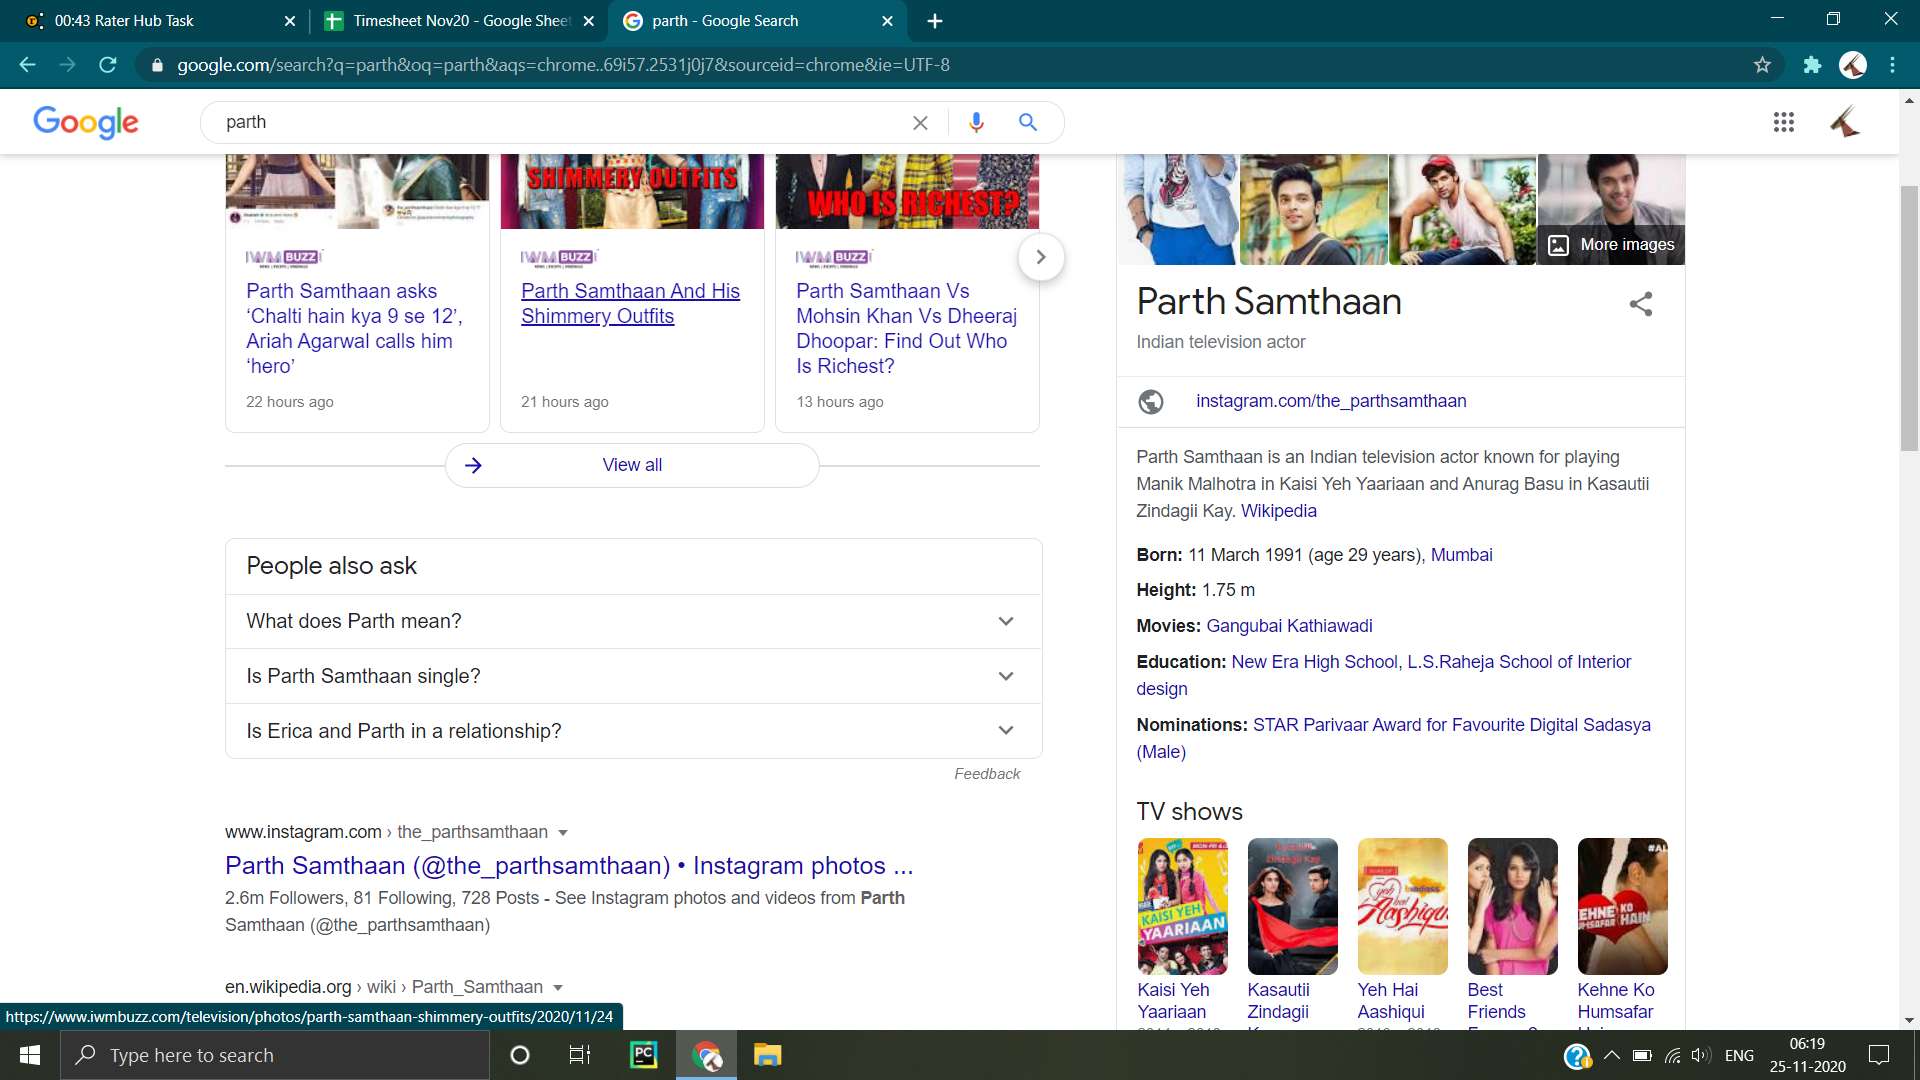 00:43 Rater Hub Task
Timesheet Nov20 - Google Sheet
parth - Google Search
google.com/search?q=parth&oq=parth&aqs=chrome..69i57.2531j0j7&sourceid=chrome&ie=UTF-8
Google
parth
SHIMMERY OUTFITS
WHO IS RICHEST?
IWMBUZZ
Parth Samthaan asks
‘Chalti hain kya 9 se 12’,
Ariah Agarwal calls him
‘hero’
22 hours ago
IWMBUZZ
Parth Samthaan And His
Shimmery Outfits
21 hours ago
IWMBUZZ
Parth Samthaan Vs
Mohsin Khan Vs Dheeraj
Dhoopar: Find Out Who
Is Richest?
13 hours ago
View all
People also ask
What does Parth mean?
Is Parth Samthaan single?
Is Erica and Parth in a relationship?
Feedback
www.instagram.com › the_parthsamthaan
Parth Samthaan (@the_parthsamthaan) • Instagram photos ...
2.6m Followers, 81 Following, 728 Posts - See Instagram photos and videos from Parth
Samthaan (@the_parthsamthaan)
en.wikipedia.org › wiki › Parth_Samthaan
https://www.iwmbuzz.com/television/photos/parth-samthaan-shimmery-outfits/2020/11/24
More images
Parth Samthaan
Indian television actor
instagram.com/the_parthsamthaan
Parth Samthaan is an Indian television actor known for playing
Manik Malhotra in Kaisi Yeh Yaariaan and Anurag Basu in Kasautii
Zindagii Kay. Wikipedia
Born: 11 March 1991 (age 29 years), Mumbai
Height: 1.75 m
Movies: Gangubai Kathiawadi
Education: New Era High School, L.S.Raheja School of Interior
design
Nominations: STAR Parivaar Award for Favourite Digital Sadasya
(Male)
TV shows
KAISI YEH
YAARIAAN
Aashiqui
KEHNE KO
HUMSAFAR
HAIN
Kaisi Yeh
Yaariaan
Kasautii
Zindagii
Yeh Hai
Aashiqui
Best
Friends
Kehne Ko
Humsafar
Type here to search
PC
ENG
06:19
25-11-2020